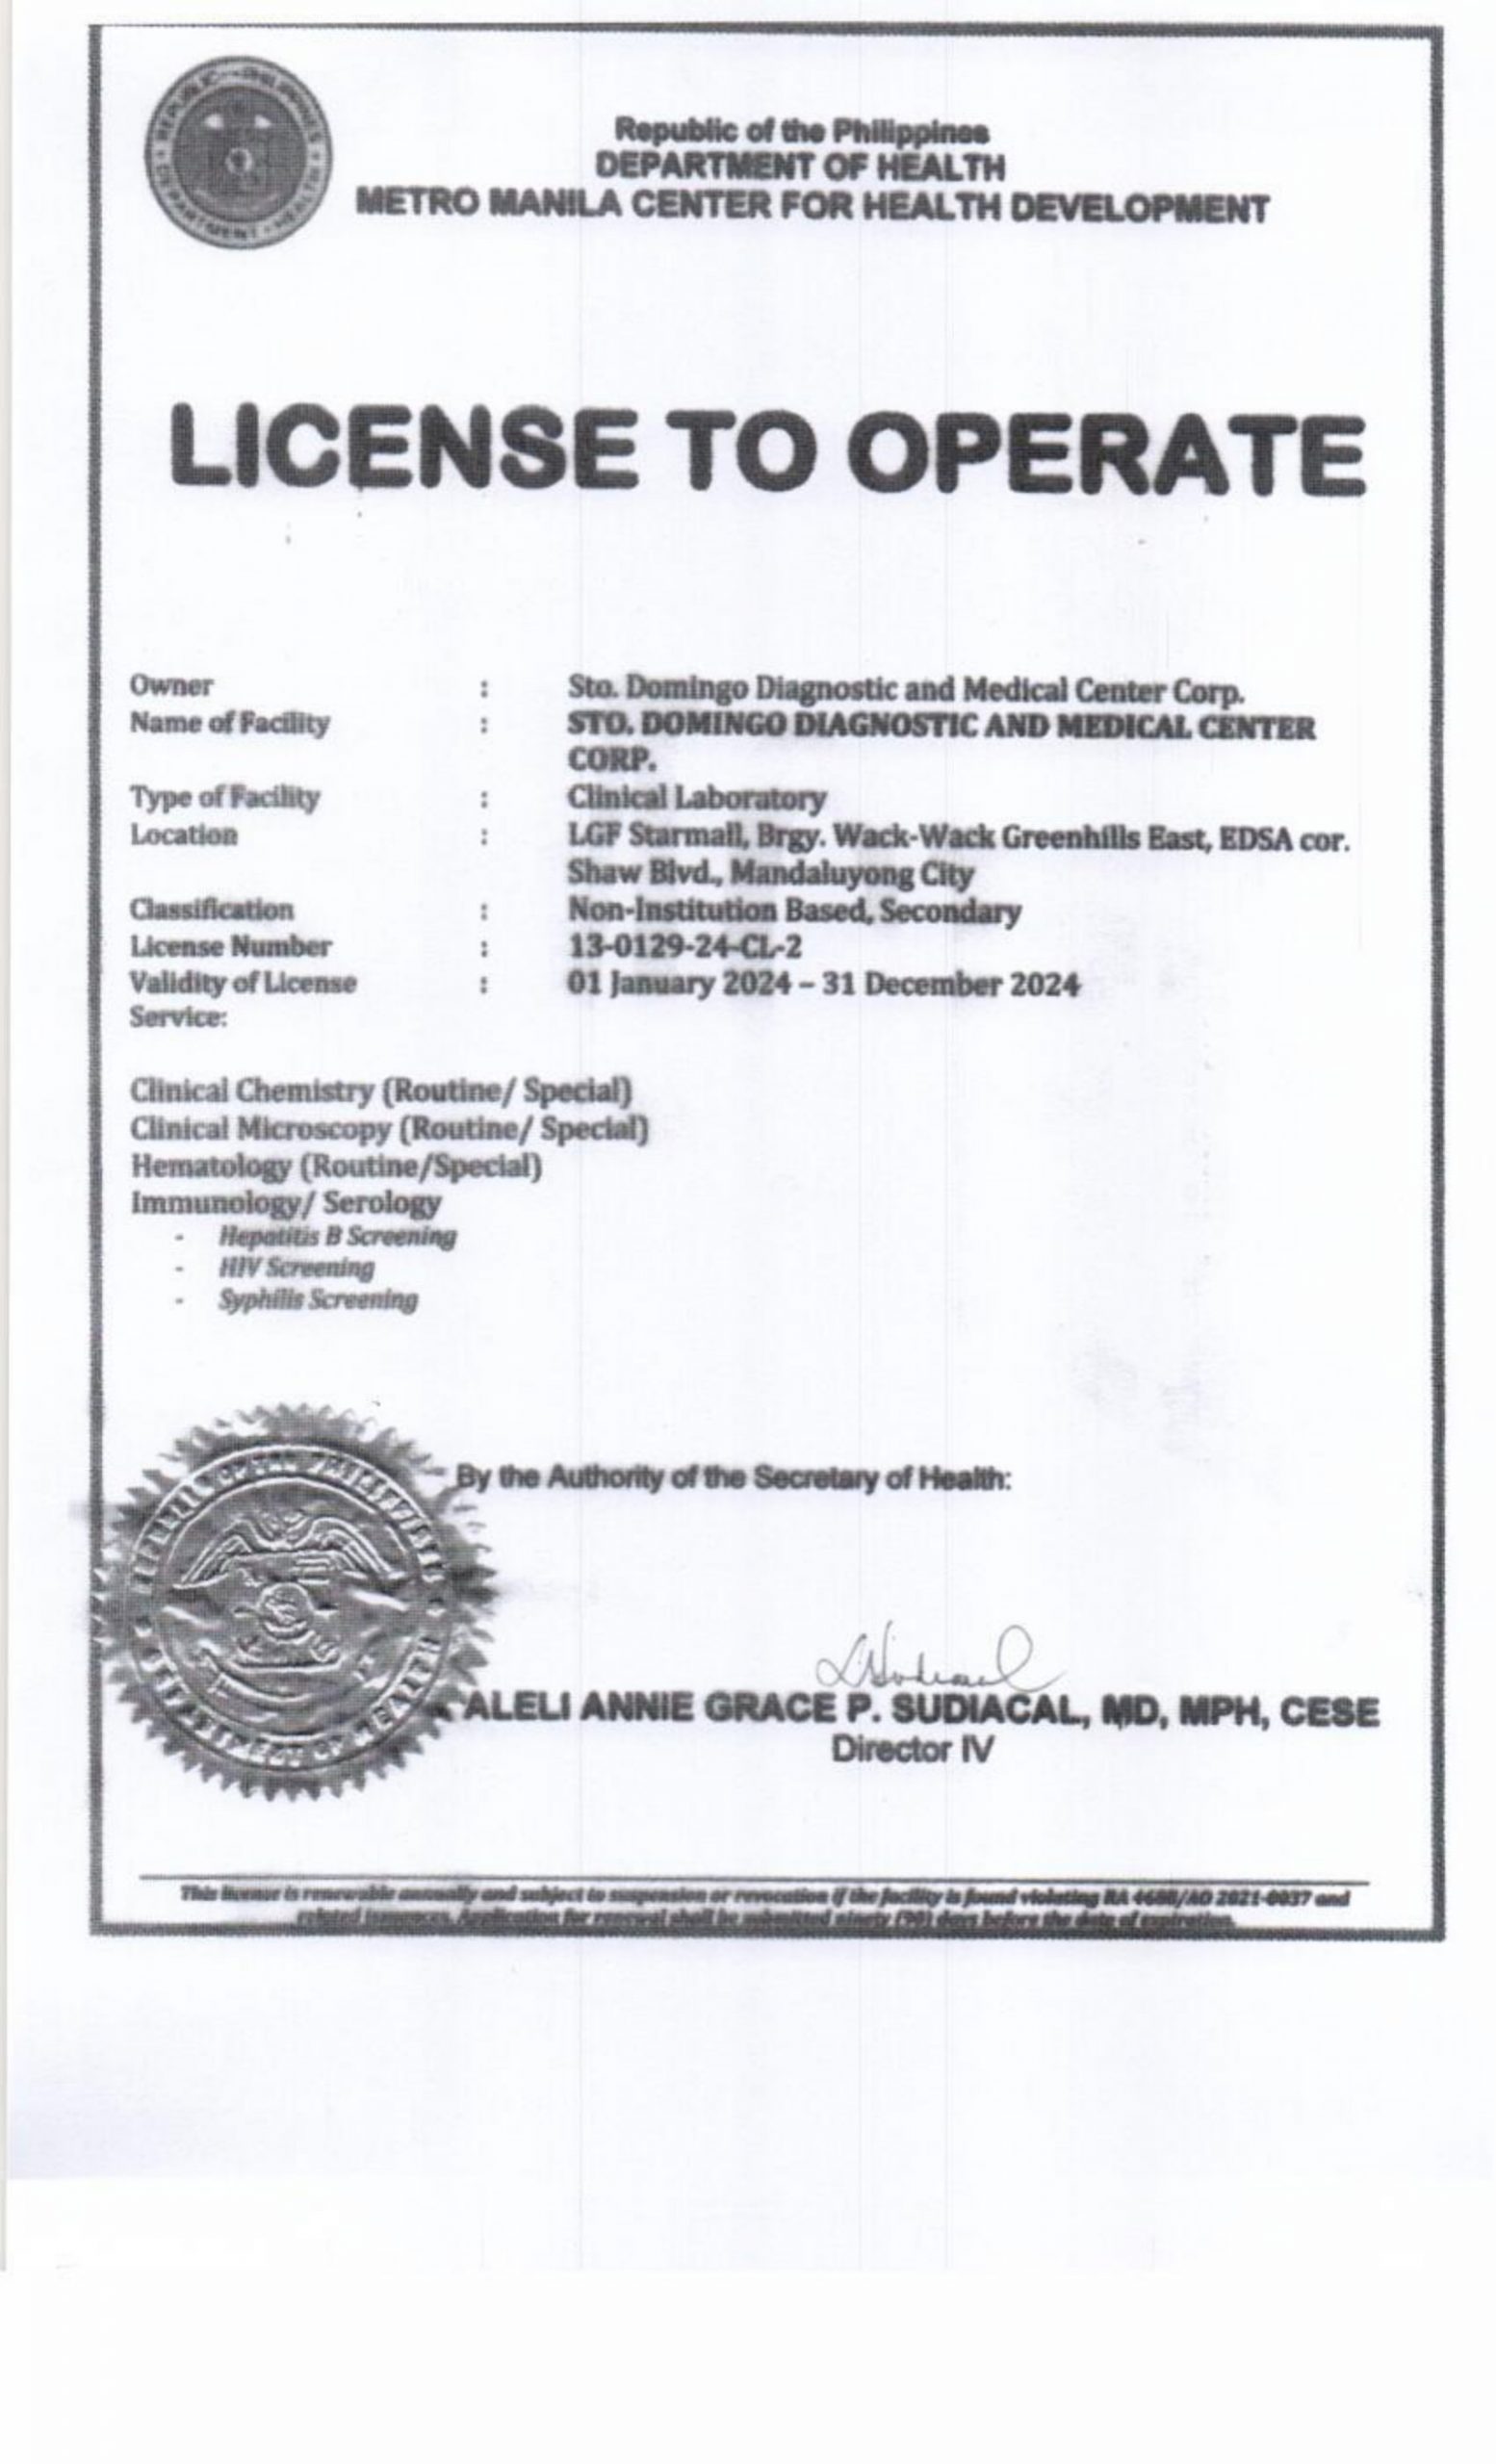 Republic of the Philippines
DEPARTMENT OF HEALTH
METRO MANILA CENTER FOR HEALTH DEVELOPMENT
LICENSE TO OPERATE
Owner : Sto. Domingo Diagnostic and Medical Center Corp.
Name of Facility : STO. DOMINGO DIAGNOSTIC AND MEDICAL CENTER
CORP.
Type of Facility : Clinical Laboratory
Location : LGF Starmall, Brgy. Wack-Wack Greenhills East, EDSA cor.
Shaw Blvd., Mandaluyong City
Classification : Non-Institution Based, Secondary
License Number : 13-0129-24-CL-2
Validity of License : 01 January 2024 – 31 December 2024
Service:
Clinical Chemistry (Routine/ Special)
Clinical Microscopy (Routine/ Special)
Hematology (Routine/Special)
Immunology/ Serology
- Hepatitis B Screening
- HIV Screening
- Syphilis Screening
By the Authority of the Secretary of Health:
ALELI ANNIE GRACE P. SUDIACAL, MD, MPH, CESE
Director IV
This license is renewable annually and subject to suspension or revocation if the facility is found violating RA 4688/AO 2021-0037 and
related issuances. Application for renewal shall be submitted ninety (90) days before the date of expiration.